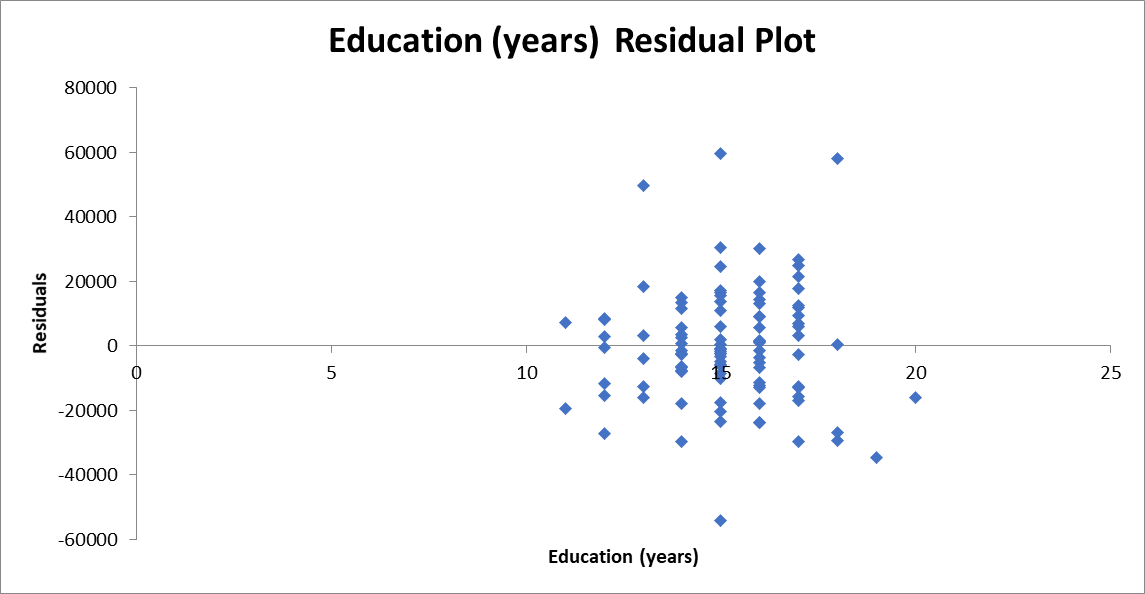 Education (years) Residual Plot
80000
60000
40000
20000
0
-20000
-40000
-60000
0 5 10 15 20 25
Residuals
Education (years)